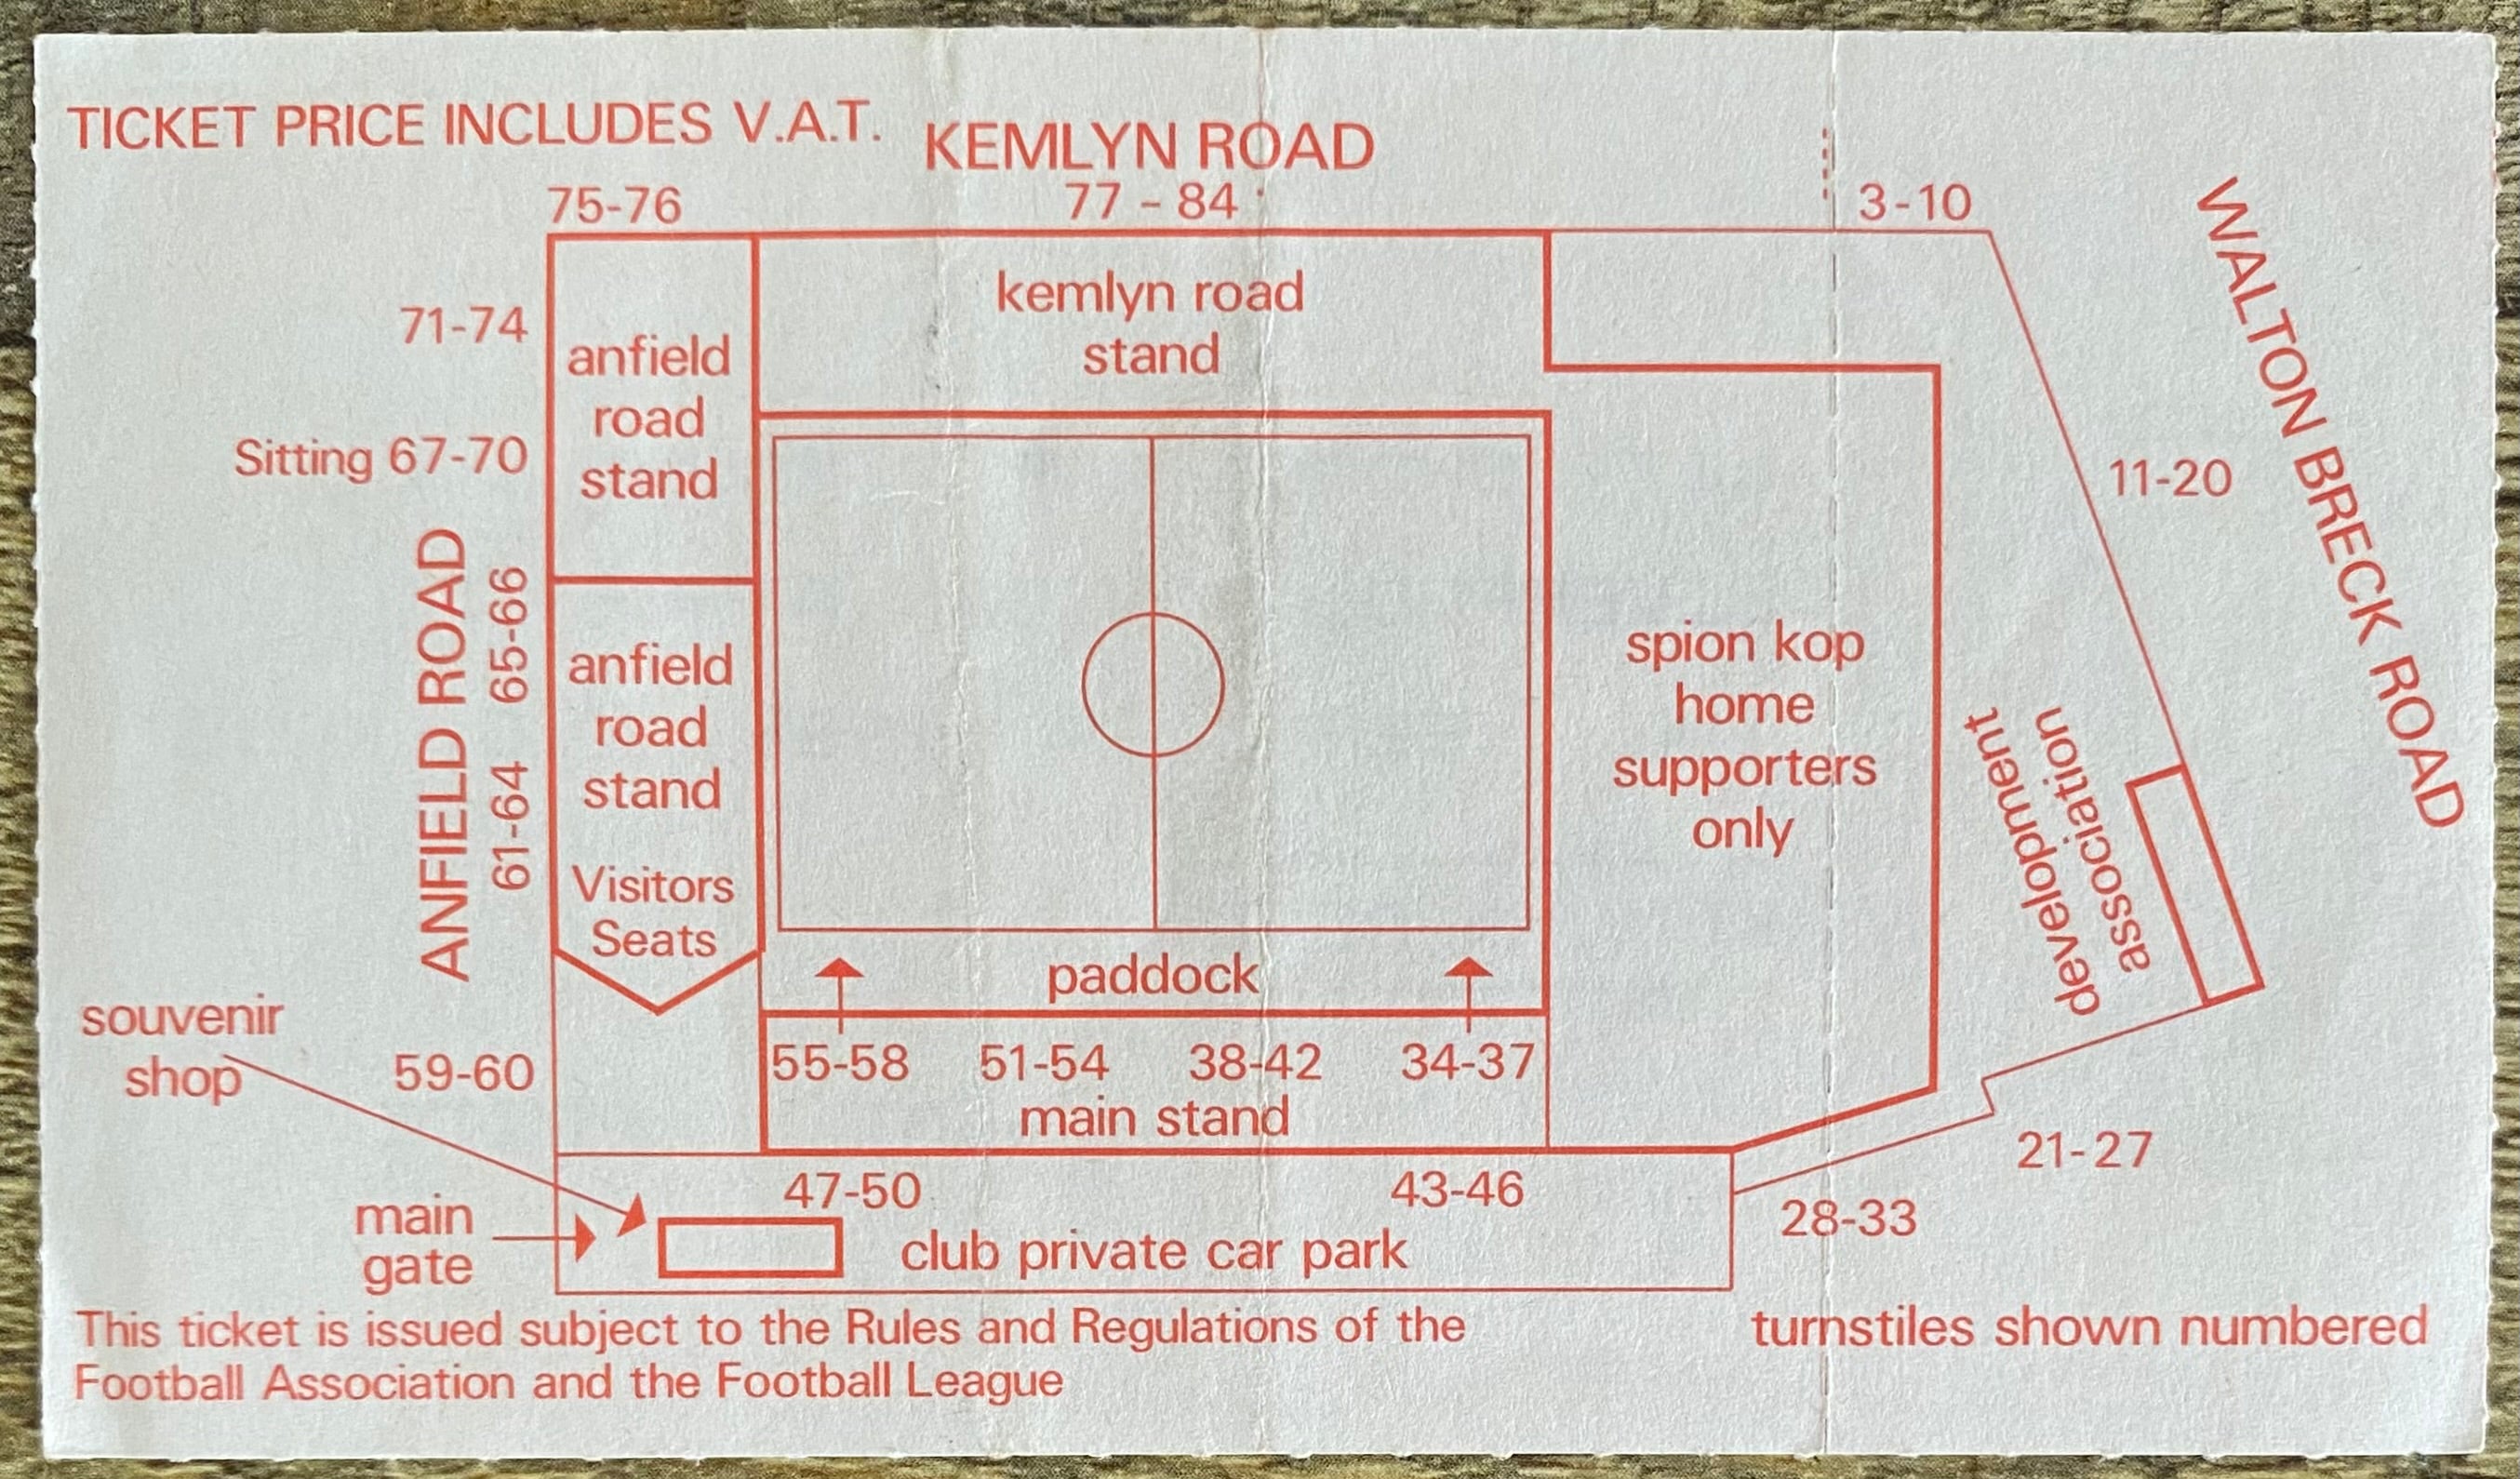 TICKET PRICE INCLUDES V.A.T.
KEMLYN ROAD
75-76
77 - 84
3-10
WALTON BRECK ROAD
71-74
kemlyn road
stand
anfield
road
stand
Sitting 67-70
11-20
ANFIELD ROAD
61-64 65-66
anfield
road
stand
Visitors
Seats
spion kop
home
supporters
only
development
association
paddock
souvenir
shop
59-60
55-58
51-54
38-42
34-37
main stand
47-50
43-46
21-27
28-33
main
gate
club private car park
This ticket is issued subject to the Rules and Regulations of the
Football Association and the Football League
turnstiles shown numbered